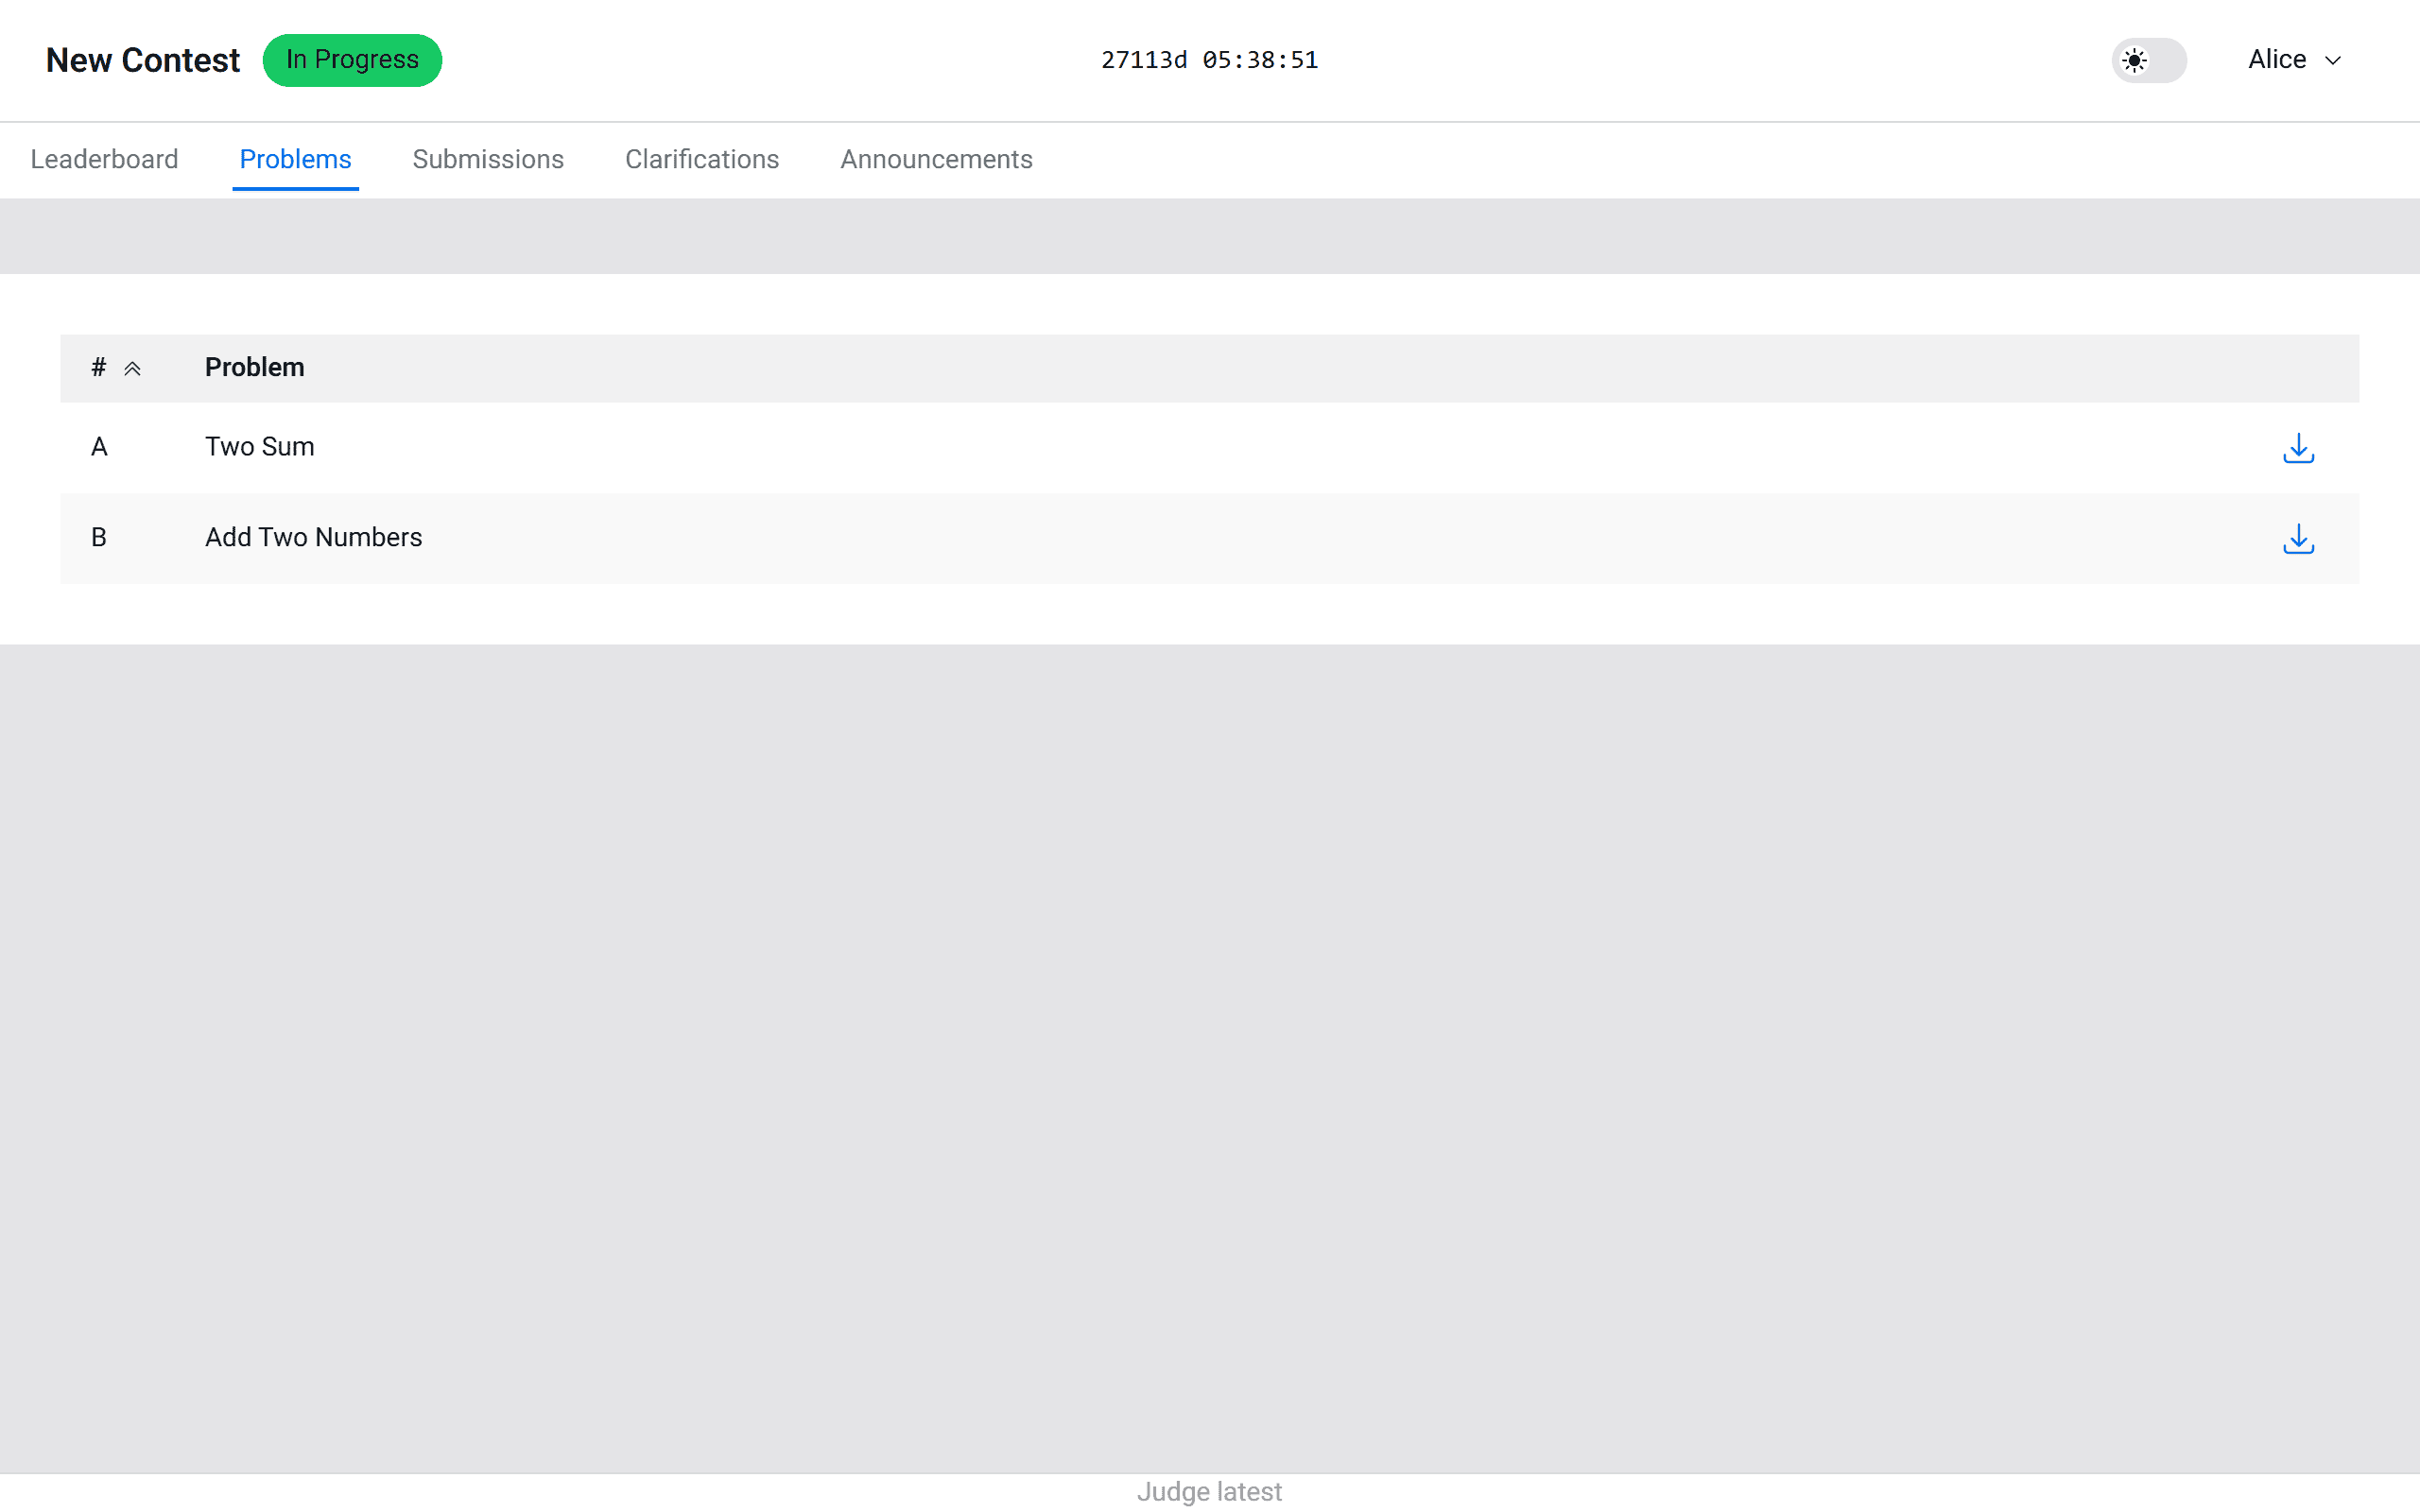 New Contest In Progress 27113d 05:38:51 Alice
Leaderboard Problems Submissions Clarifications Announcements
# Problem
A Two Sum
B Add Two Numbers
Judge latest